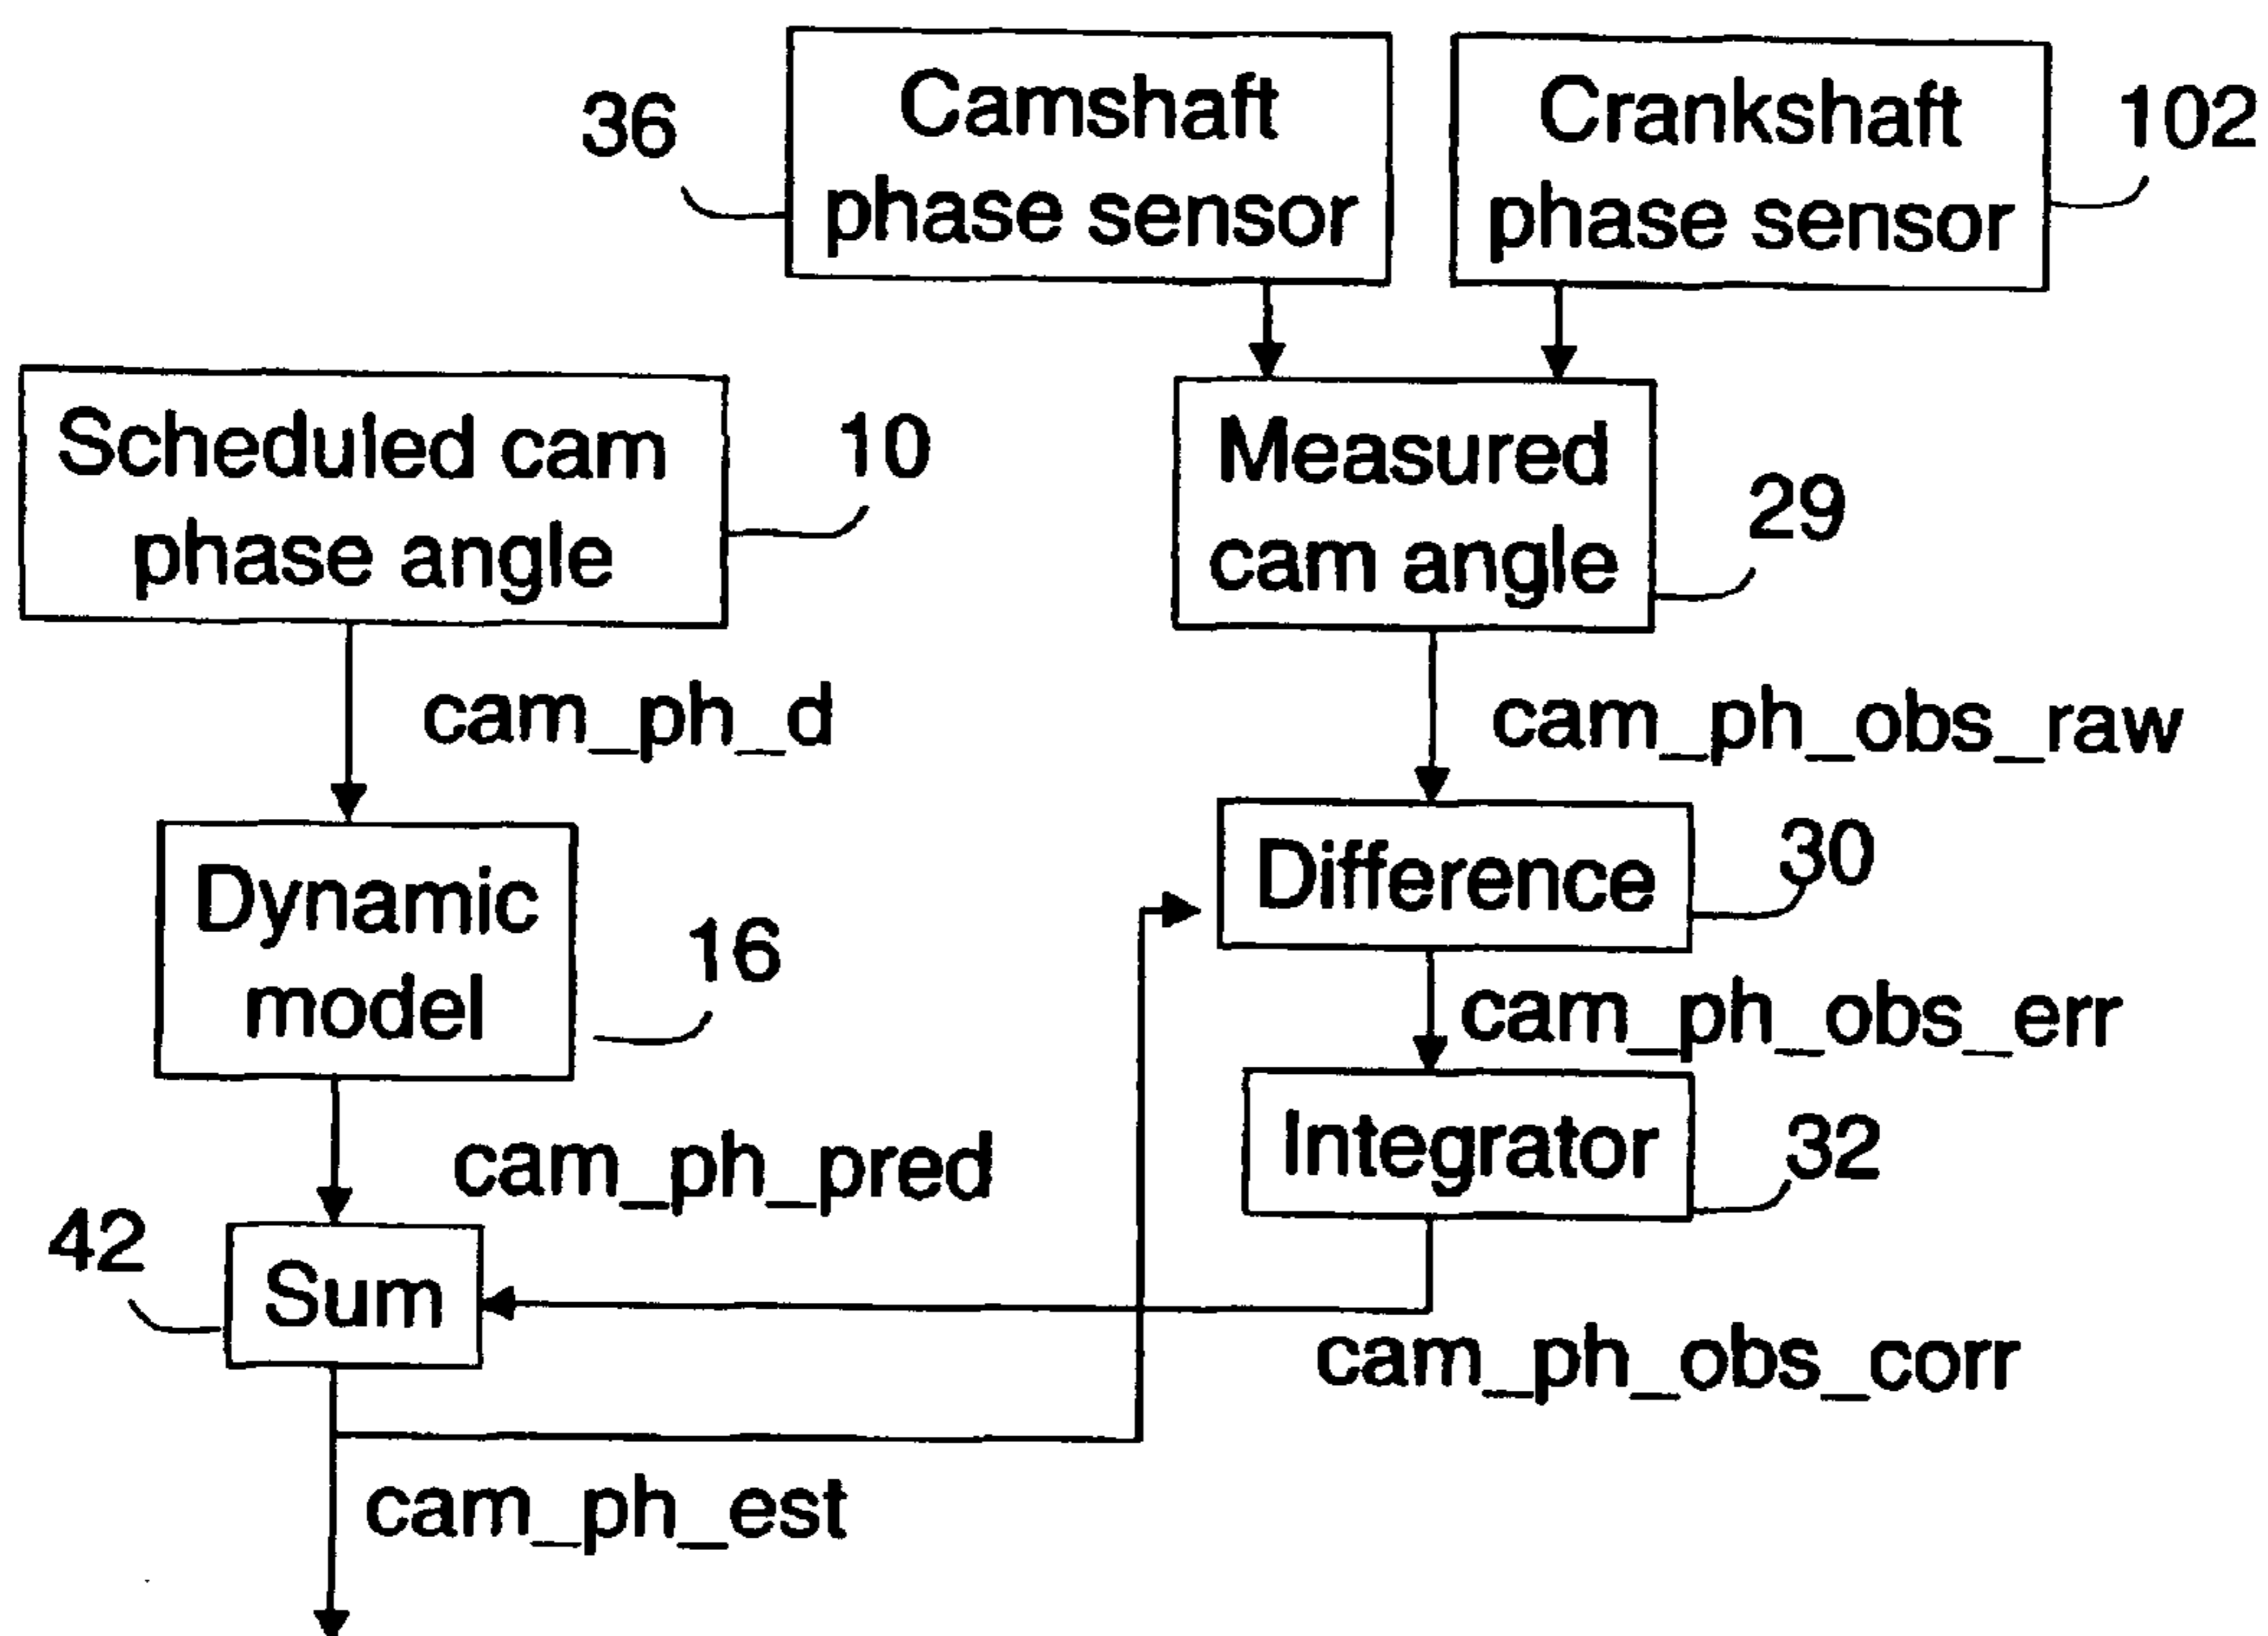 36
Camshaft
phase sensor
Crankshaft
phase sensor
102
Scheduled cam
phase angle
10
Measured
cam angle
29
cam_ph_d
cam_ph_obs_raw
Dynamic
model
16
Difference
30
cam_ph_obs_err
cam_ph_pred
Integrator
32
42
Sum
cam_ph_obs_corr
cam_ph_est